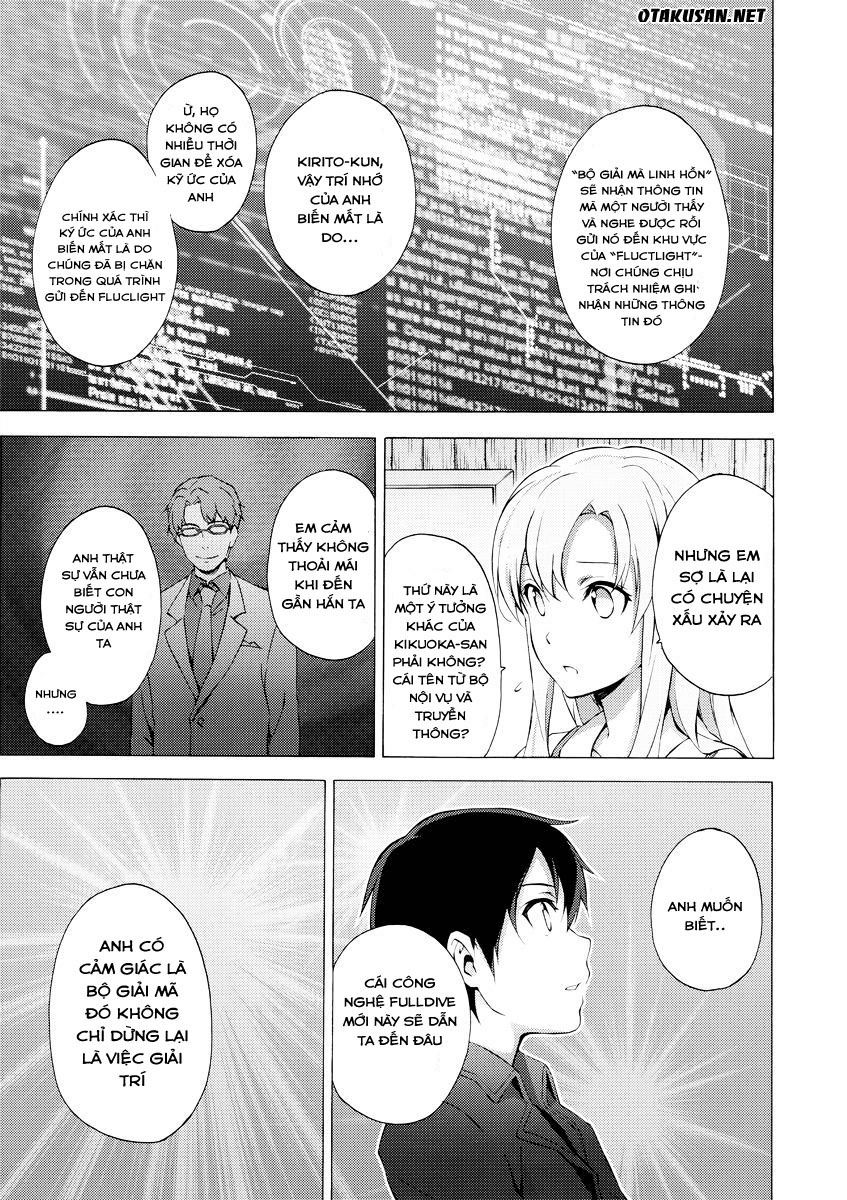 OTAKUSAN.NET
"BỘ GIẢI MÃ LINH HỒN"
SẼ NHẬN THÔNG TIN
MÃ MỘT NGƯỜI THẤY
VÀ NGHE ĐƯỢC RỒI
GỬI NÓ ĐẾN KHU VỰC
CỦA "FLUCTLIGHT"-
NƠI CHÚNG CHỊU
TRÁCH NHIỆM GHI
NHẬN NHỮNG THÔNG
TIN ĐÓ
KIRITO-KUN,
VẬY TRÍ NHỚ
CỦA ANH
BIẾN MẤT LÀ
DO...
Ừ, HỌ
KHÔNG CÓ
NHIỀU THỜI
GIAN ĐỂ XÓA
KÝ ỨC CỦA
ANH
CHÍNH XÁC THÌ
KÝ ỨC CỦA ANH
BIẾN MẤT LÀ DO
CHÚNG ĐÃ BỊ CHẶN
TRONG QUÁ TRÌNH
GỬI ĐẾN FLUCLIGHT
NHƯNG EM
SỢ LÀ LẠI
CÓ CHUYỆN
XẤU XẢY RA
THỨ NÀY LÀ
MỘT Ý TƯỞNG
KHÁC CỦA
KIKUOKA-SAN
PHẢI KHÔNG?
CÁI TÊN TỪ BỘ
NỘI VỤ VÀ
TRUYỀN
THÔNG?
EM CẢM
THẤY KHÔNG
THOẢI MÁI
KHI ĐẾN
GẦN HẮN TA
ANH THẬT
SỰ VẪN CHƯA
BIẾT CON
NGƯỜI THẬT
SỰ CỦA ANH
TA
NHƯNG
....
ANH MUỐN
BIẾT..
CÁI CÔNG
NGHỆ FULLDIVE
MỚI NÀY SẼ DẪN
TA ĐẾN ĐÂU
ANH CÓ
CẢM GIÁC LÀ
BỘ GIẢI MÃ
ĐÓ KHÔNG
CHỈ DỪNG LẠI
LÀ VIỆC GIẢI
TRÍ